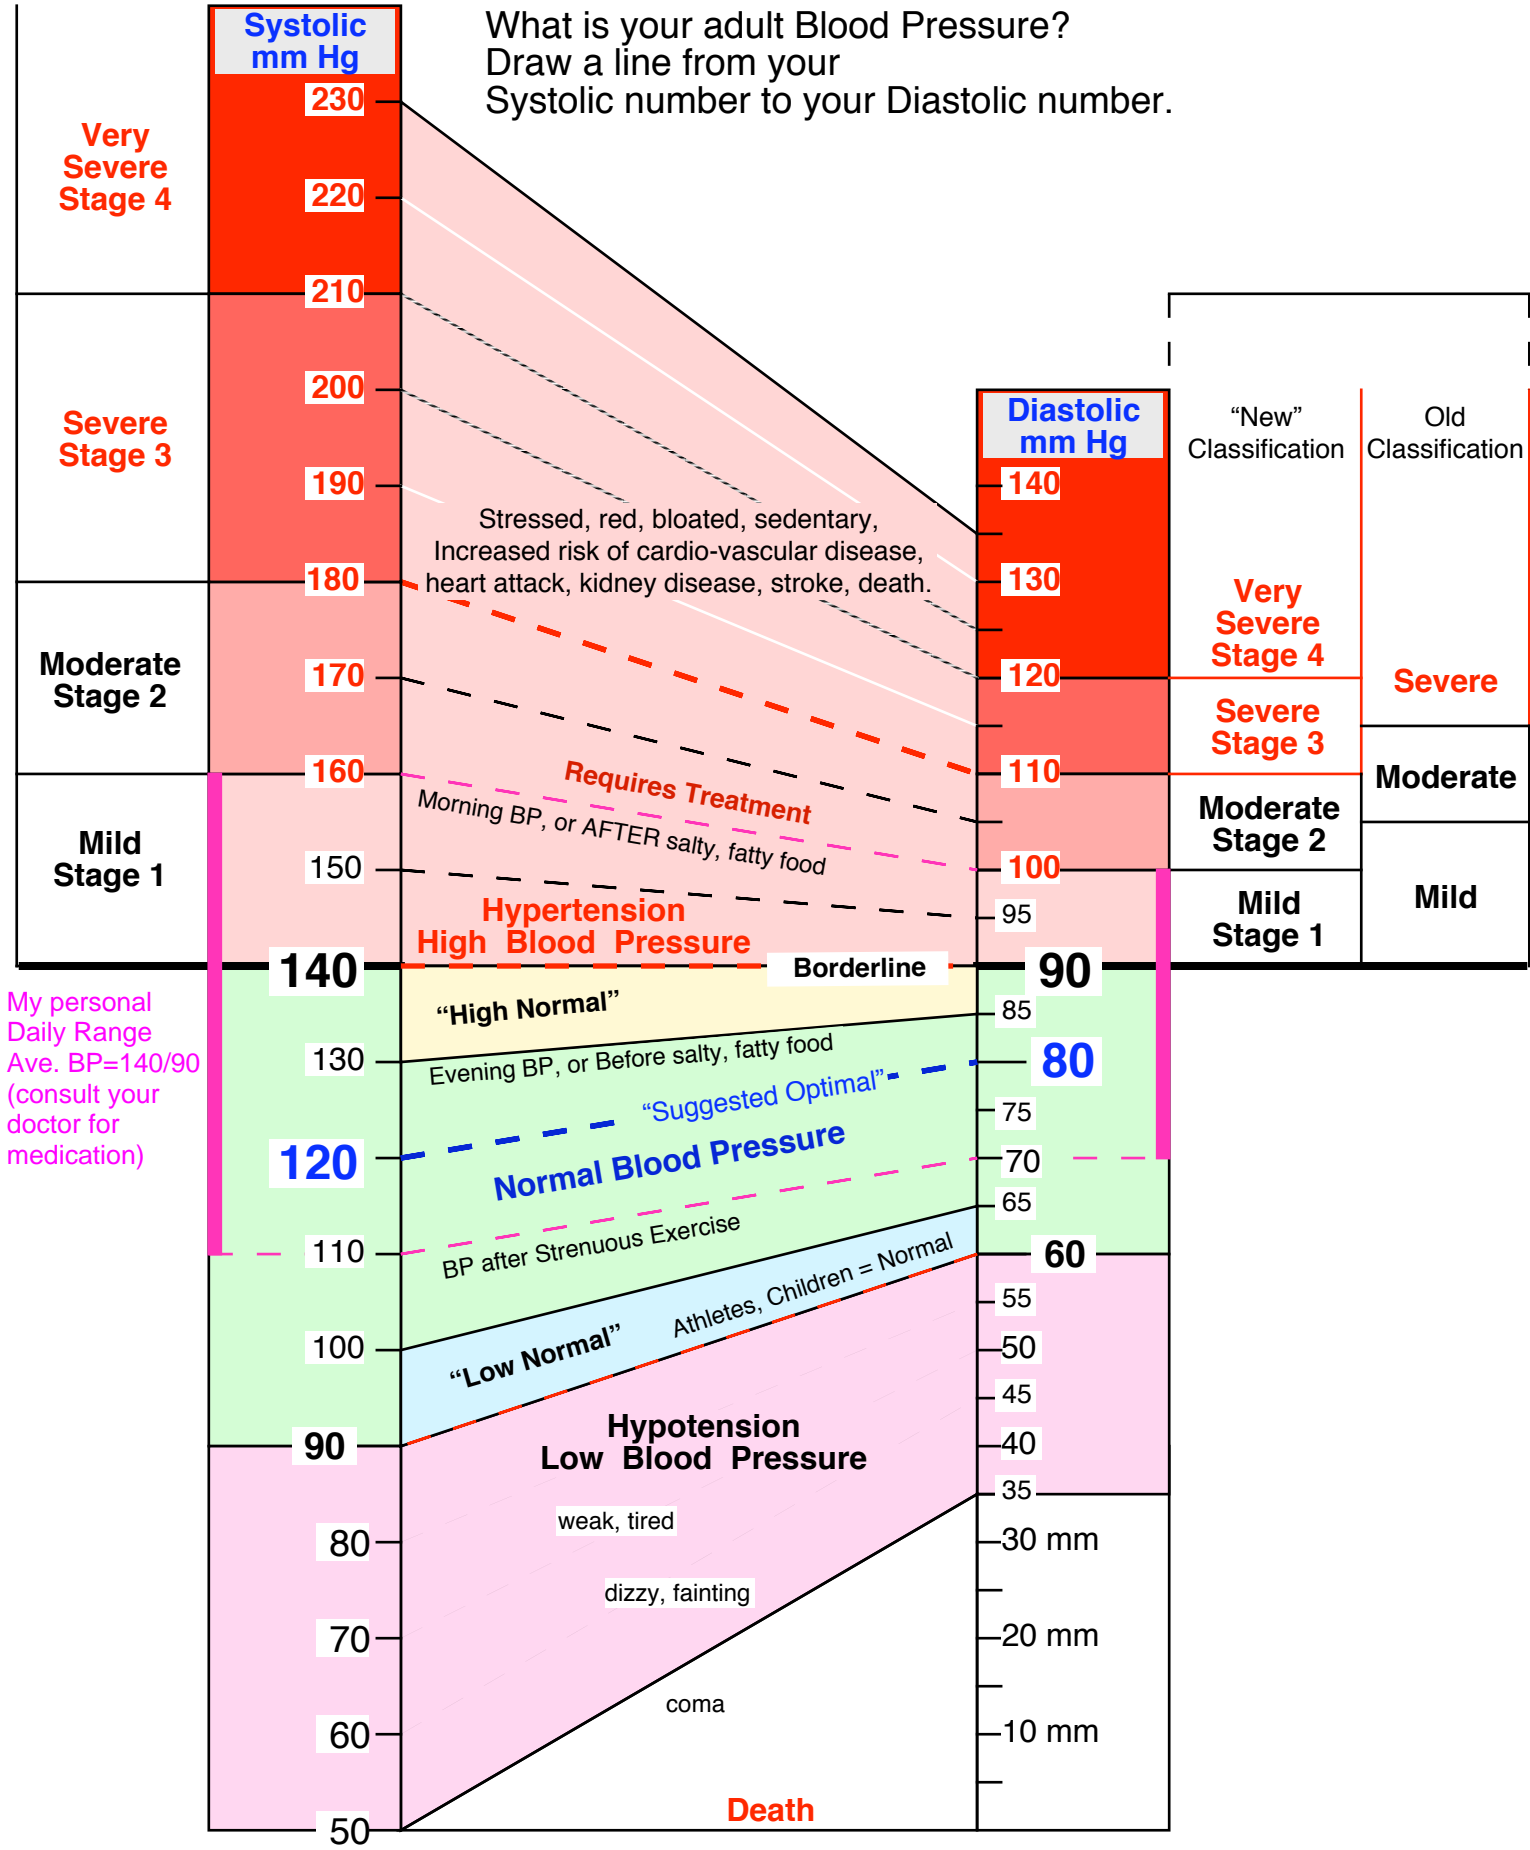 What is your adult Blood Pressure?
Draw a line from your
Systolic number to your Diastolic number.
Systolic
mm Hg
230
220
210
200
190
180
170
160
150
140
130
120
110
100
90
80
70
60
50
Very
Severe
Stage 4
Severe
Stage 3
Moderate
Stage 2
Mild
Stage 1
My personal
Daily Range
Ave. BP=140/90
(consult your
doctor for
medication)
Stressed, red, bloated, sedentary,
Increased risk of cardio-vascular disease,
heart attack, kidney disease, stroke, death.
Requires Treatment
Morning BP, or AFTER salty, fatty food
Hypertension
High Blood Pressure
Borderline
“High Normal”
Evening BP, or Before salty, fatty food
“Suggested Optimal”
Normal Blood Pressure
BP after Strenuous Exercise
Athletes, Children = Normal
“Low Normal”
Hypotension
Low Blood Pressure
weak, tired
dizzy, fainting
coma
Death
Diastolic
mm Hg
140
130
120
110
100
95
90
85
80
75
70
65
60
55
50
45
40
35
30 mm
20 mm
10 mm
“New”
Classification
Very
Severe
Stage 4
Severe
Stage 3
Moderate
Stage 2
Mild
Stage 1
Old
Classification
Severe
Moderate
Mild